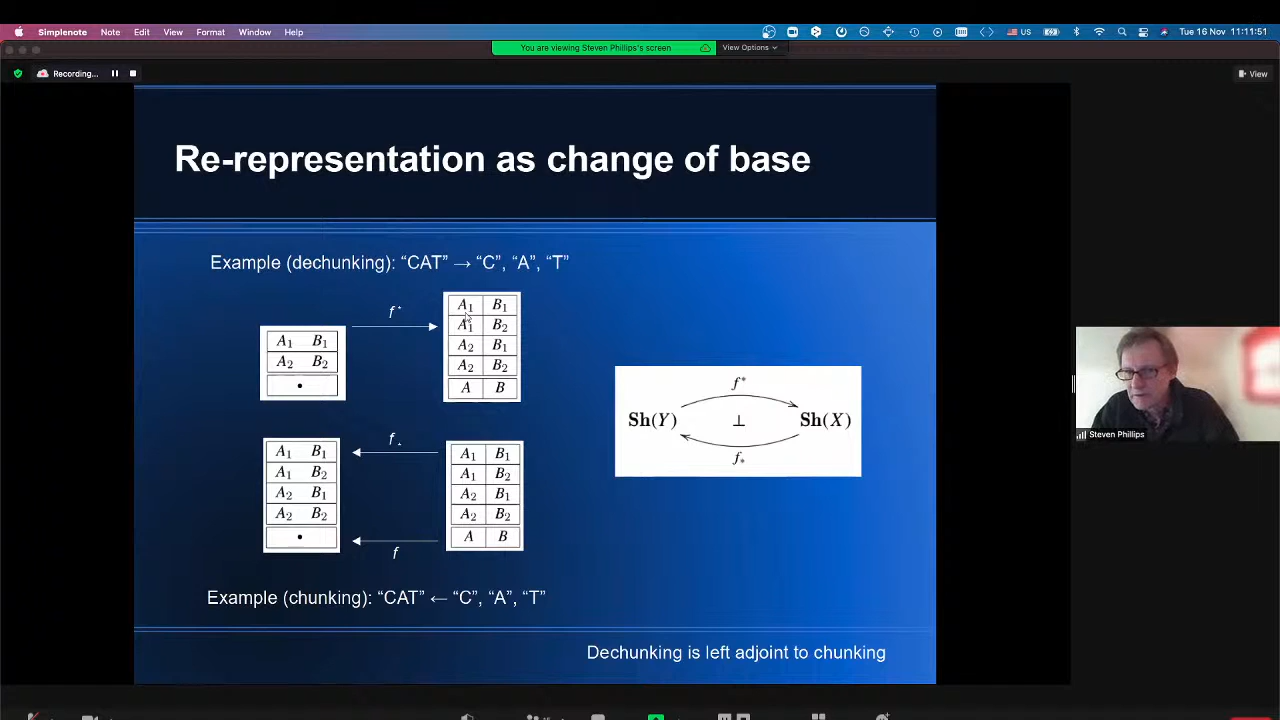 Simplenote Note Edit View Format Window Help US Tue 16 Nov 11:11:51
You are viewing Steven Phillips's screen View Options
Recording... View
Re-representation as change of base
Example (dechunking): “CAT” → “C”, “A”, “T”
f*
A₁ B₁
A₂ B₂
•
A₁ B₁
A₁ B₂
A₂ B₁
A₂ B₂
A B
f*
Sh(Y) ⊥ Sh(X)
f_*
Steven Phillips
f_*
A₁ B₁
A₁ B₂
A₂ B₁
A₂ B₂
•
A₁ B₁
A₁ B₂
A₂ B₁
A₂ B₂
A B
f
Example (chunking): “CAT” ← “C”, “A”, “T”
Dechunking is left adjoint to chunking